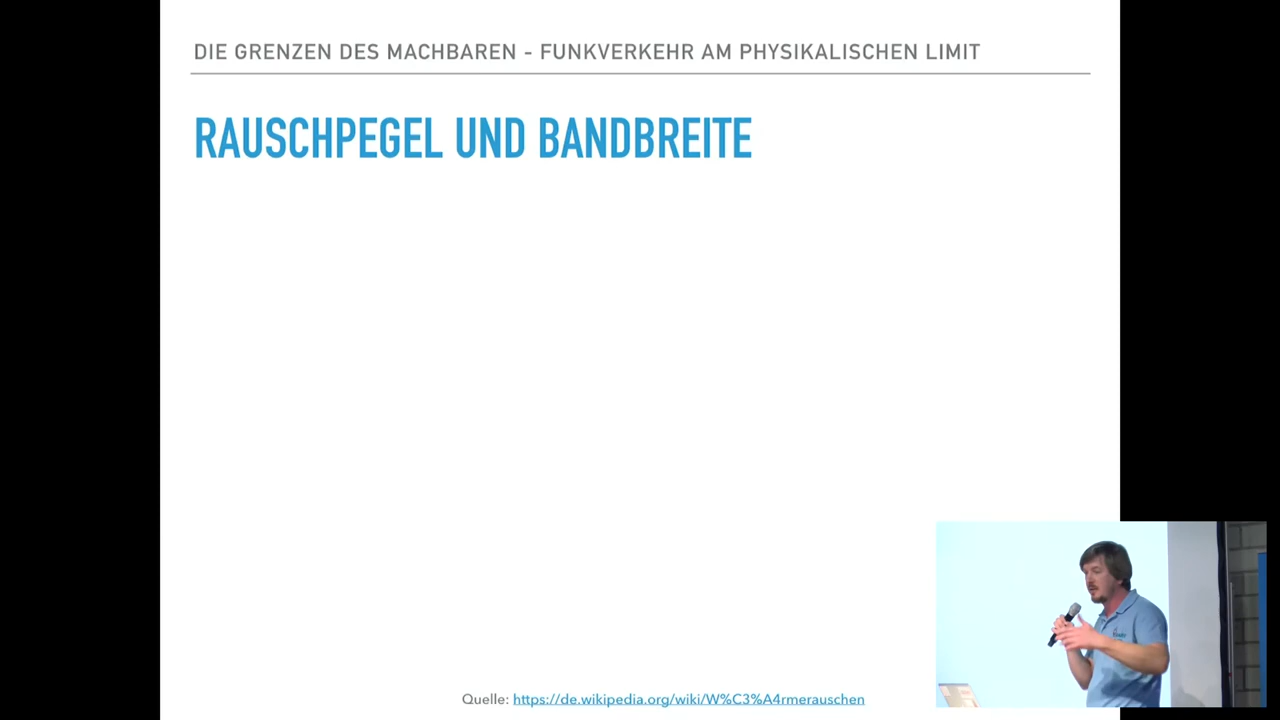 DIE GRENZEN DES MACHBAREN - FUNKVERKEHR AM PHYSIKALISCHEN LIMIT
RAUSCHPEGEL UND BANDBREITE
Quelle: https://de.wikipedia.org/wiki/W%C3%A4rmerauschen